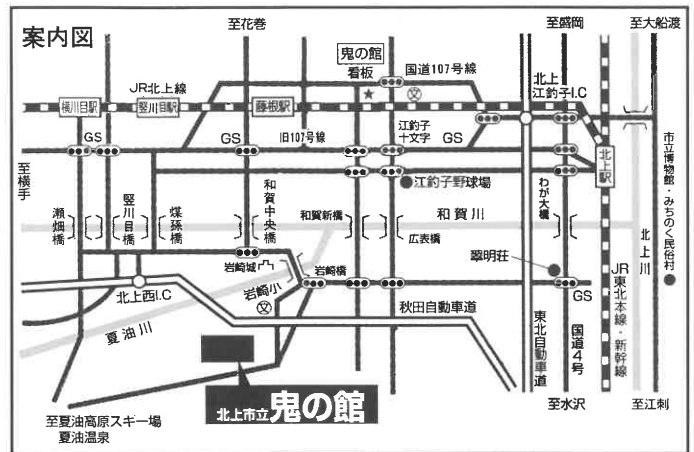 案内図
至花巻
至盛岡
至大船渡
鬼の館
看板
国道107号線
JR北上線
北上
江釣子I.C
横川目駅
竪川目駅
藤根駅
江釣子
十文字
GS
GS
旧107号線
GS
至横手
北上駅
市立博物館・みちのく民俗村
江釣子野球場
瀬畑橋
竪川目橋
煤孫橋
和賀中央橋
和賀新橋
和賀川
広表橋
わが大橋
北上川
岩崎城
岩崎橋
翠明荘
岩崎小
北上西I.C
夏油川
秋田自動車道
GS
東北自動車道
国道4号
JR東北本線・新幹線
北上市立鬼の館
至水沢
至江刺
至夏油高原スキー場
夏油温泉